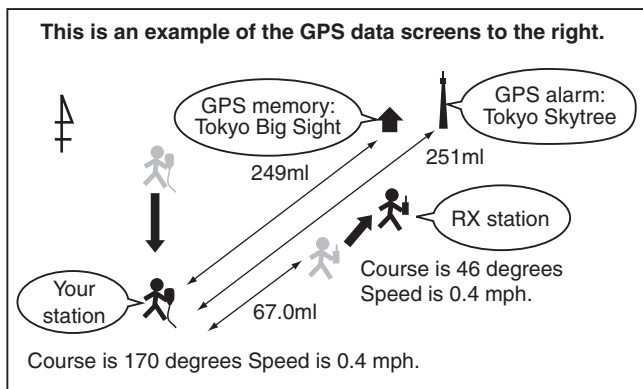 This is an example of the GPS data screens to the right.
GPS memory:
Tokyo Big Sight
GPS alarm:
Tokyo Skytree
249ml
251ml
RX station
Course is 46 degrees
Speed is 0.4 mph.
Your
station
67.0ml
Course is 170 degrees Speed is 0.4 mph.